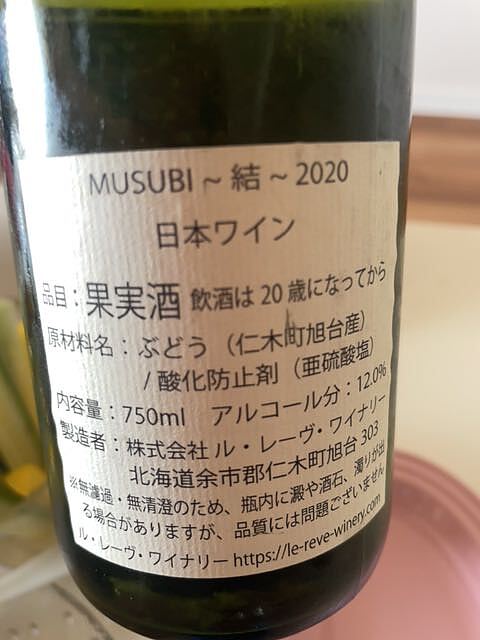 MUSUBI ~ 結 ~ 2020
日本ワイン
品目：果実酒 飲酒は20歳になってから
原材料名：ぶどう（仁木町旭台産）
/ 酸化防止剤（亜硫酸塩）
内容量：750ml アルコール分：12.0%
製造者：株式会社 ル・レーヴ・ワイナリー
北海道余市郡仁木町旭台 303
※無濾過・無清澄のため、瓶内に澱や酒石、濁りが出
る場合がありますが、品質には問題ございません
ル・レーヴ・ワイナリー https://le-reve-winery.com